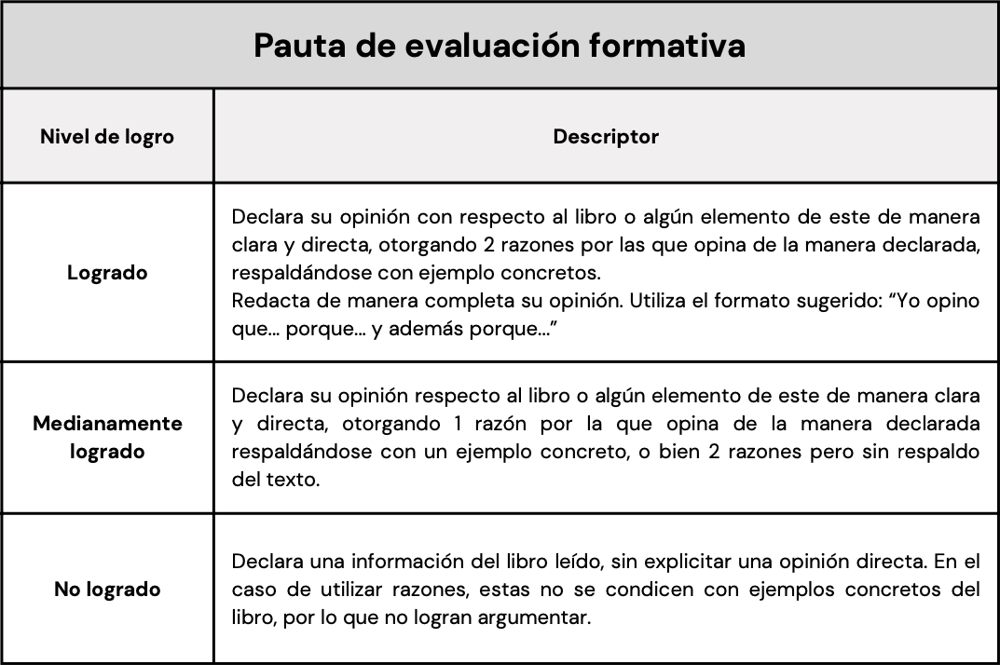 Pauta de evaluación formativa
Nivel de logro
Descriptor
Logrado
Declara su opinión con respecto al libro o algún elemento de este de manera
clara y directa, otorgando 2 razones por las que opina de la manera declarada,
respaldándose con ejemplo concretos.
Redacta de manera completa su opinión. Utiliza el formato sugerido: “Yo opino
que... porque... y además porque...”
Medianamente
logrado
Declara su opinión respecto al libro o algún elemento de este de manera clara
y directa, otorgando 1 razón por la que opina de la manera declarada
respaldándose con un ejemplo concreto, o bien 2 razones pero sin respaldo
del texto.
No logrado
Declara una información del libro leído, sin explicitar una opinión directa. En el
caso de utilizar razones, estas no se condicen con ejemplos concretos del
libro, por lo que no logran argumentar.